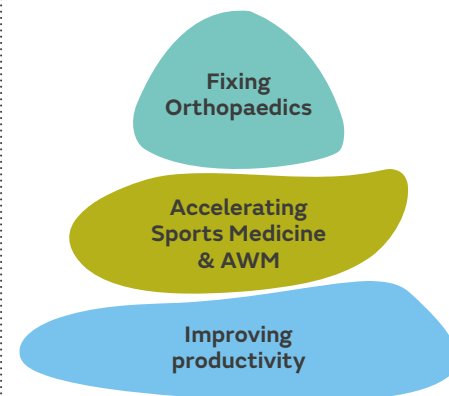 Fixing
Orthopaedics
Accelerating
Sports Medicine
& AWM
Improving
productivity